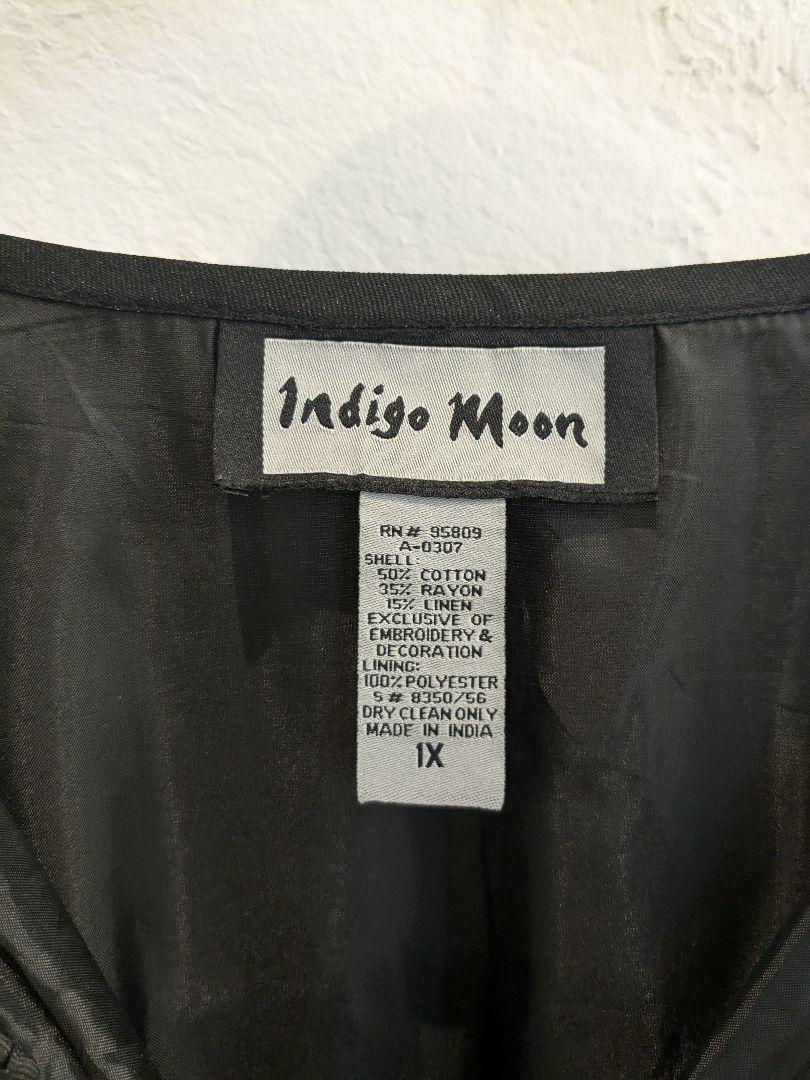 Indigo Moon
RN# 95809
A-0307
SHELL:
50% COTTON
35% RAYON
15% LINEN
EXCLUSIVE OF
EMBROIDERY &
DECORATION
LINING:
100% POLYESTER
S # 8350/56
DRY CLEAN ONLY
MADE IN INDIA
1X